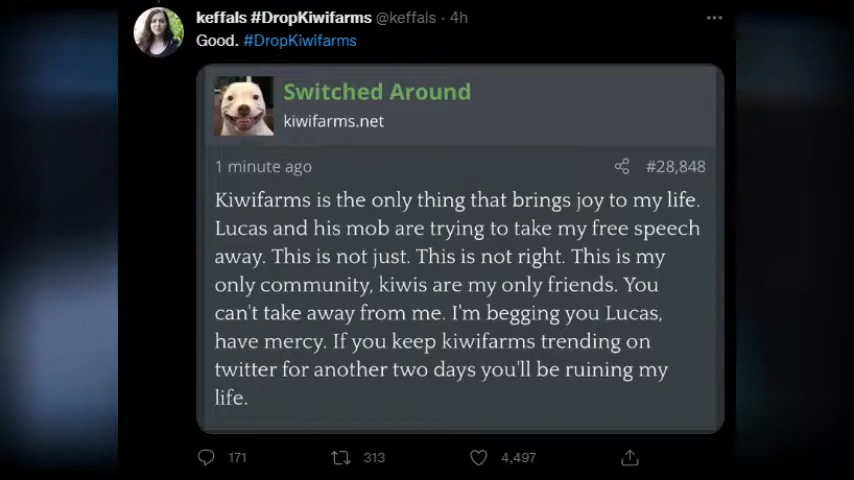 keffals #DropKiwifarms @keffals · 4h
Good. #DropKiwifarms
Switched Around
kiwifarms.net
1 minute ago #28,848
Kiwifarms is the only thing that brings joy to my life.
Lucas and his mob are trying to take my free speech
away. This is not just. This is not right. This is my
only community, kiwis are my only friends. You
can't take away from me. I'm begging you Lucas,
have mercy. If you keep kiwifarms trending on
twitter for another two days you'll be ruining my
life.
171 313 4,497